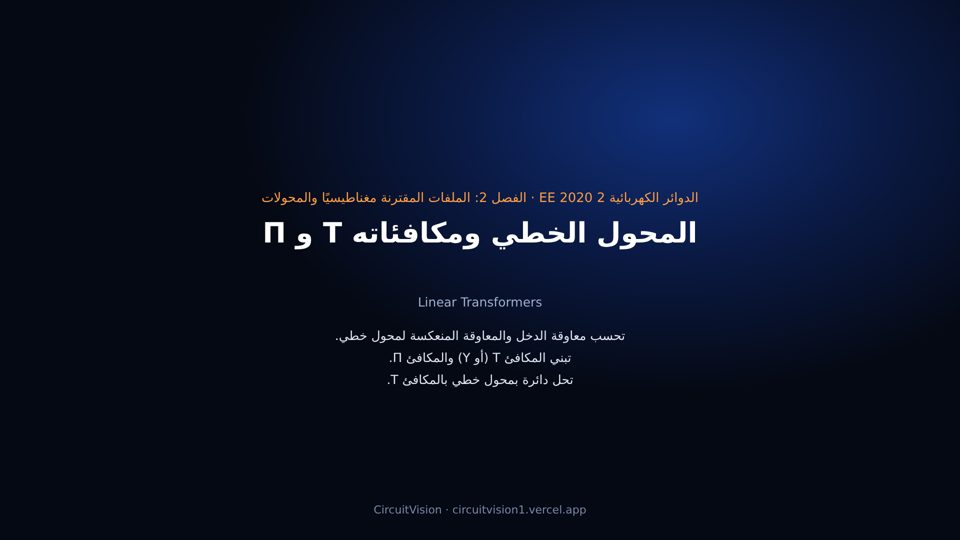 الدوائر الكهربائية 2 EE 2020 · الفصل 2: الملفات المقترنة مغناطيسيًا والمحولات
المحول الخطي ومكافئاته T و Π
Linear Transformers
تحسب معاوقة الدخل والمعاوقة المنعكسة لمحول خطي.
تبني المكافئ T (أو Y) والمكافئ Π.
تحل دائرة بمحول خطي بالمكافئ T.
CircuitVision · circuitvision1.vercel.app